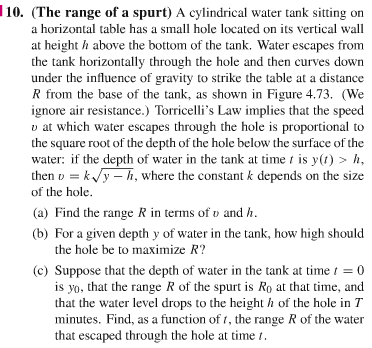 10. (The range of a spurt) A cylindrical water tank sitting on
a horizontal table has a small hole located on its vertical wall
at height h above the bottom of the tank. Water escapes from
the tank horizontally through the hole and then curves down
under the influence of gravity to strike the table at a distance
R from the base of the tank, as shown in Figure 4.73. (We
ignore air resistance.) Torricelli's Law implies that the speed
v at which water escapes through the hole is proportional to
the square root of the depth of the hole below the surface of the
water: if the depth of water in the tank at time t is y(t) > h,
then v = k√y − h, where the constant k depends on the size
of the hole.
(a) Find the range R in terms of v and h.
(b) For a given depth y of water in the tank, how high should
the hole be to maximize R?
(c) Suppose that the depth of water in the tank at time t = 0
is y₀, that the range R of the spurt is R₀ at that time, and
that the water level drops to the height h of the hole in T
minutes. Find, as a function of t, the range R of the water
that escaped through the hole at time t.